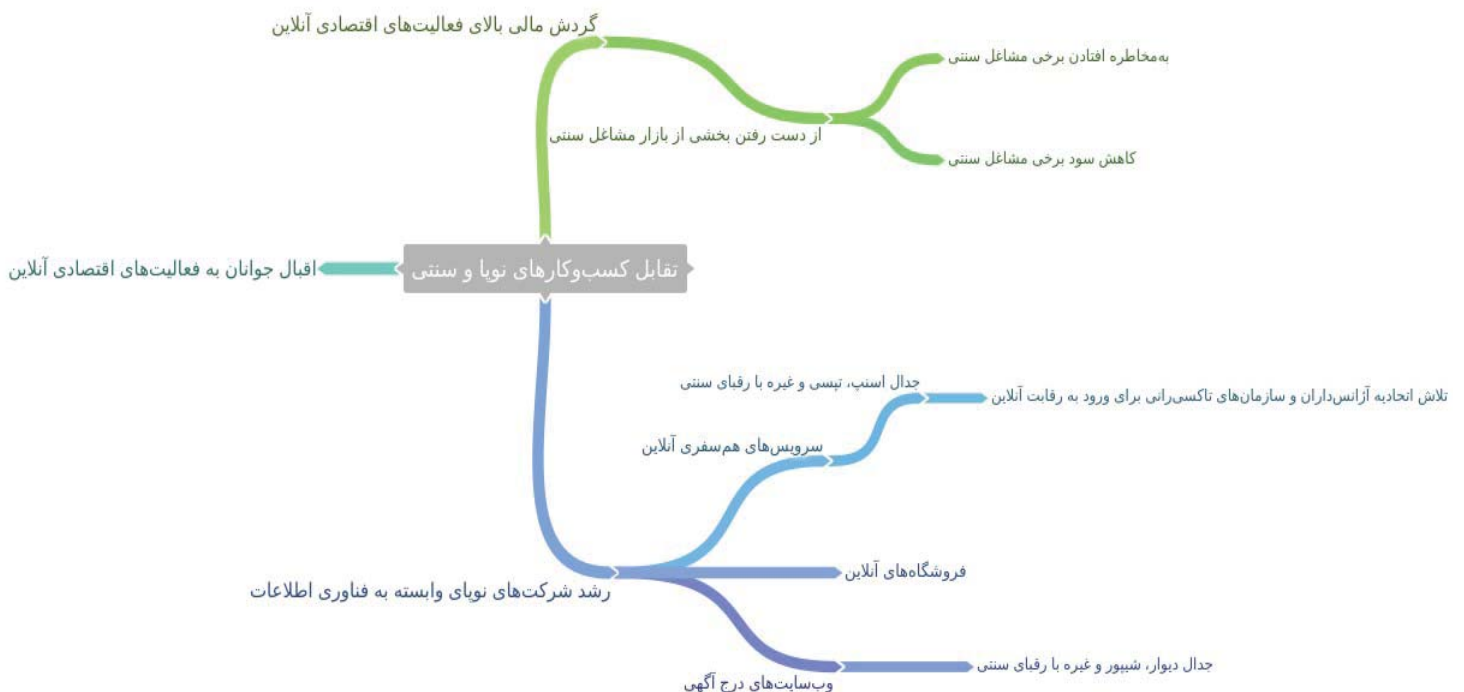 گردش مالی بالای فعالیت‌های اقتصادی آنلاین
به‌مخاطره افتادن برخی مشاغل سنتی
از دست رفتن بخشی از بازار مشاغل سنتی
کاهش سود برخی مشاغل سنتی
تقابل کسب‌وکارهای نوپا و سنتی
اقبال جوانان به فعالیت‌های اقتصادی آنلاین
جدال اسنپ، تپسی و غیره با رقبای سنتی
تلاش اتحادیه آژانس‌داران و سازمان‌های تاکسی‌رانی برای ورود به رقابت آنلاین
سرویس‌های هم‌سفری آنلاین
فروشگاه‌های آنلاین
رشد شرکت‌های نوپای وابسته به فناوری اطلاعات
جدال دیوار، شیپور و غیره با رقبای سنتی
وب‌سایت‌های درج آگهی